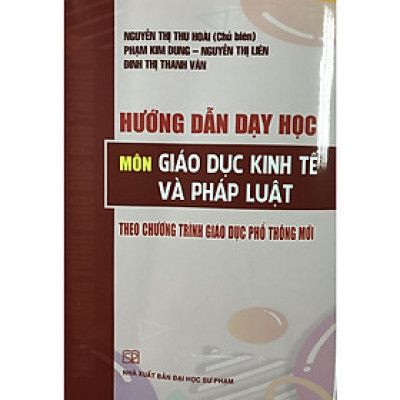 NGUYỄN THỊ THU HOÀI (Chủ biên)
PHẠM KIM DUNG – NGUYỄN THỊ LIÊN
ĐINH THỊ THANH VÂN
HƯỚNG DẪN DẠY HỌC
MÔN GIÁO DỤC KINH TẾ
VÀ PHÁP LUẬT
THEO CHƯƠNG TRÌNH GIÁO DỤC PHỔ THÔNG MỚI
NHÀ XUẤT BẢN ĐẠI HỌC SƯ PHẠM